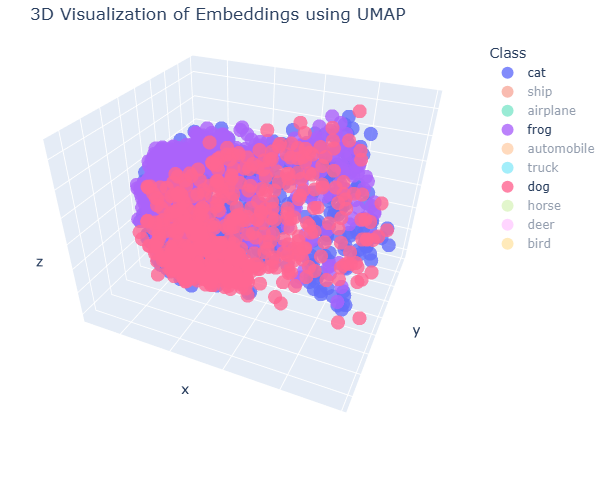 3D Visualization of Embeddings using UMAP
Class
cat
ship
airplane
frog
automobile
truck
dog
horse
deer
bird
z
y
x